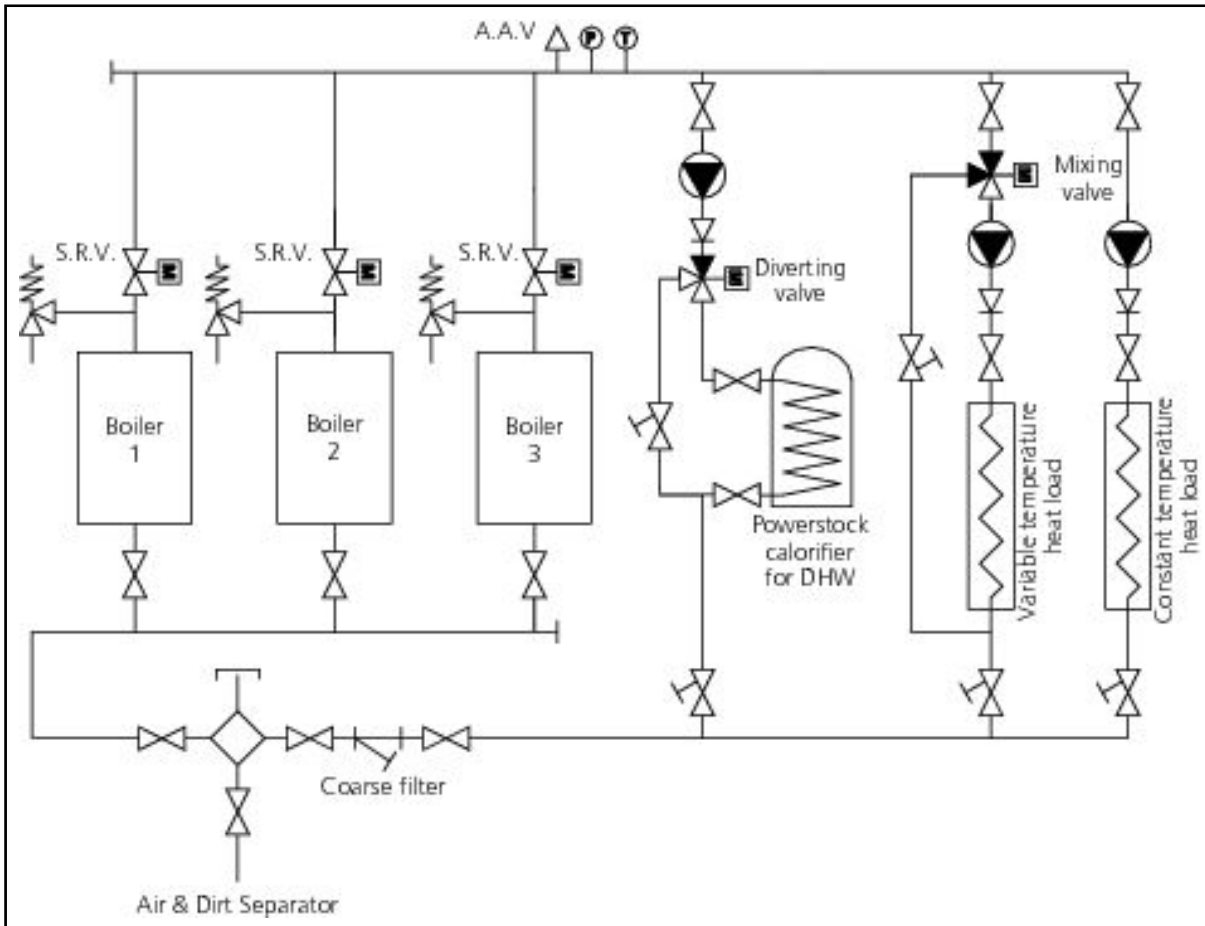 A.A.V
P
T
Mixing
valve
S.R.V.
S.R.V.
S.R.V.
M
M
M
M
M
Diverting
valve
Boiler
1
Boiler
2
Boiler
3
Powerstock
calorifier
for DHW
Variable temperature
heat load
Constant temperature
heat load
Coarse filter
Air & Dirt Separator